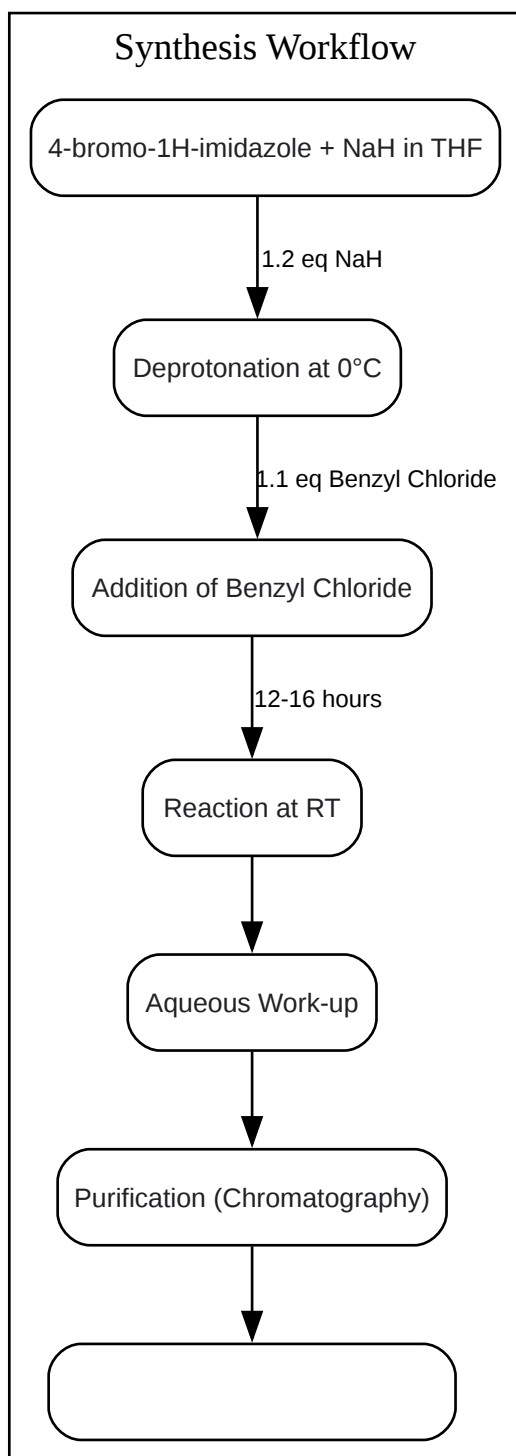 Synthesis Workflow
4-bromo-1H-imidazole + NaH in THF
1.2 eq NaH
Deprotonation at 0°C
1.1 eq Benzyl Chloride
Addition of Benzyl Chloride
12-16 hours
Reaction at RT
Aqueous Work-up
Purification (Chromatography)